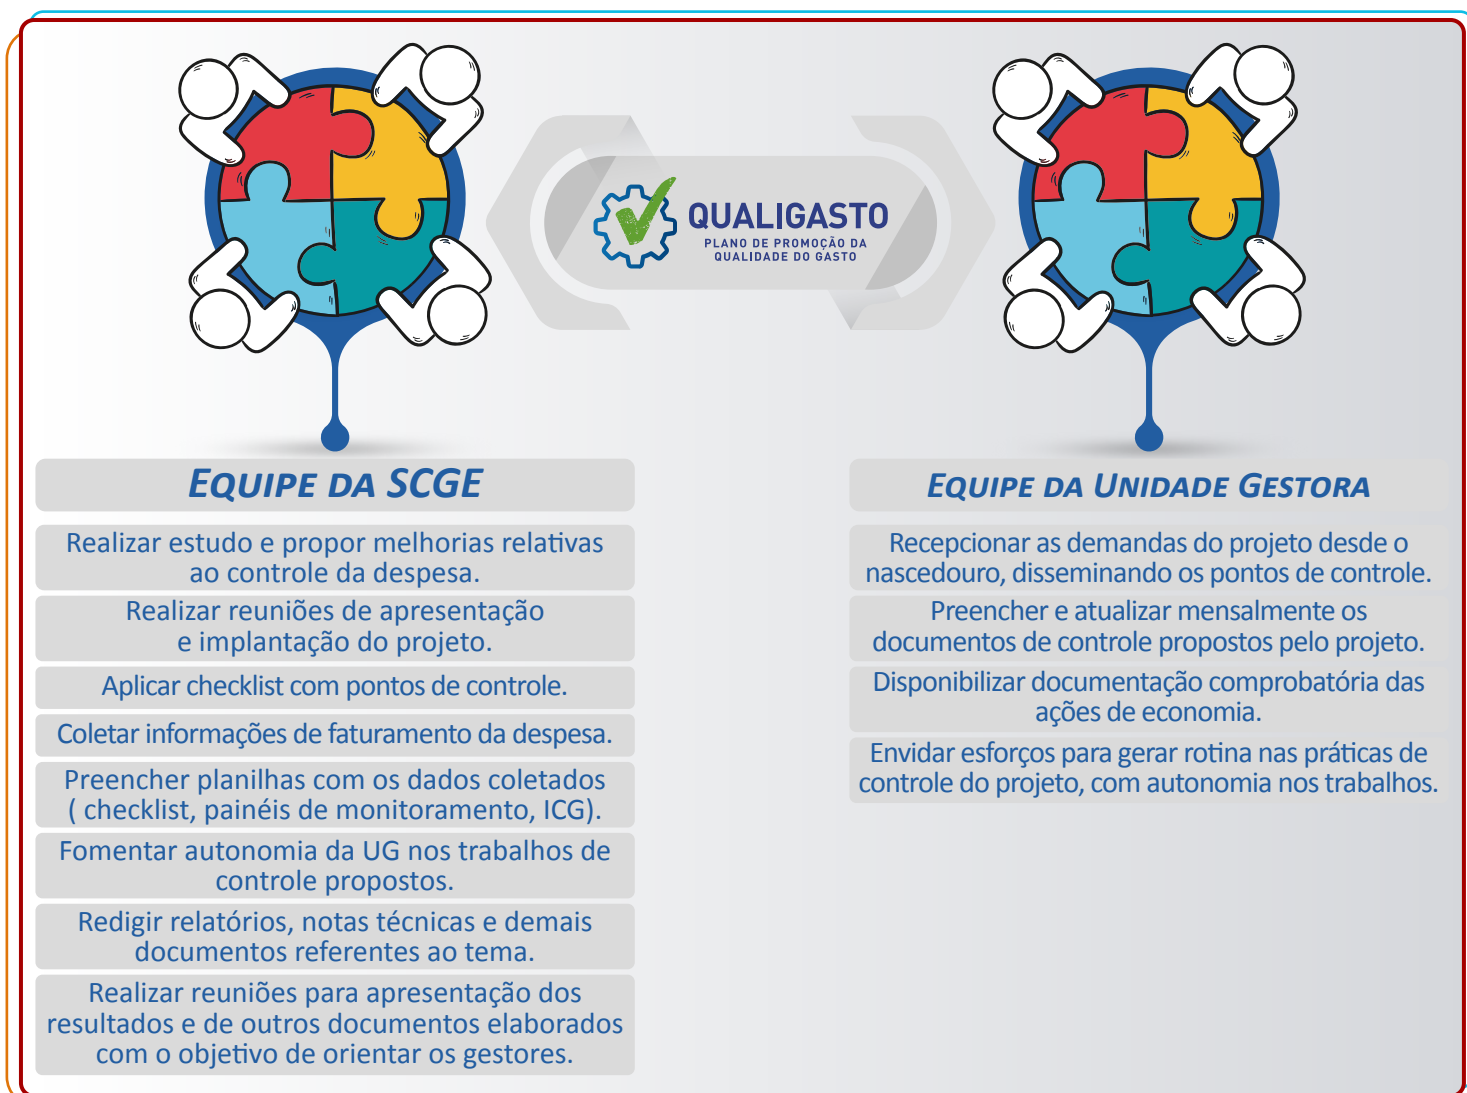 QUALIGASTO
PLANO DE PROMOÇÃO DA
QUALIDADE DO GASTO
EQUIPE DA SCGE
Realizar estudo e propor melhorias relativas
ao controle da despesa.
Realizar reuniões de apresentação
e implantação do projeto.
Aplicar checklist com pontos de controle.
Coletar informações de faturamento da despesa.
Preencher planilhas com os dados coletados
( checklist, painéis de monitoramento, ICG).
Fomentar autonomia da UG nos trabalhos de
controle propostos.
Redigir relatórios, notas técnicas e demais
documentos referentes ao tema.
Realizar reuniões para apresentação dos
resultados e de outros documentos elaborados
com o objetivo de orientar os gestores.
EQUIPE DA UNIDADE GESTORA
Recepcionar as demandas do projeto desde o
nascedouro, disseminando os pontos de controle.
Preencher e atualizar mensalmente os
documentos de controle propostos pelo projeto.
Disponibilizar documentação comprobatória das
ações de economia.
Envidar esforços para gerar rotina nas práticas de
controle do projeto, com autonomia nos trabalhos.